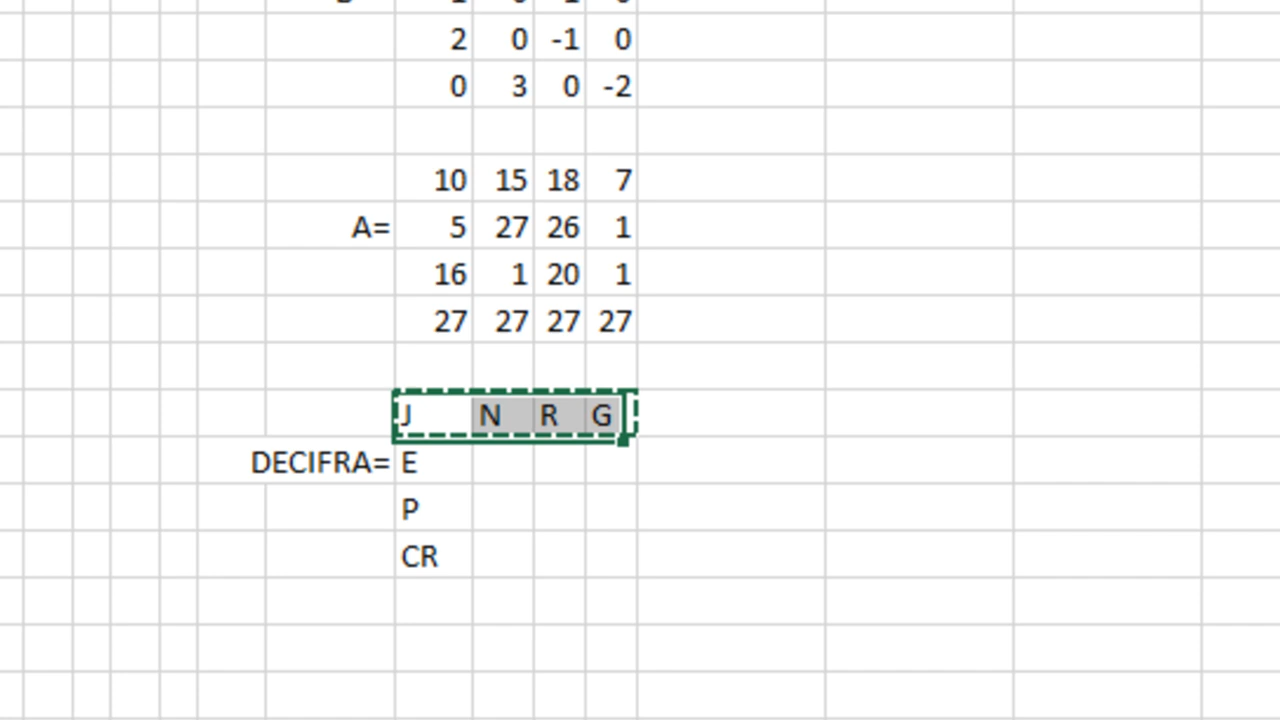 2 0 -1 0
0 3 0 -2
10 15 18 7
A= 5 27 26 1
16 1 20 1
27 27 27 27
J N R G
DECIFRA= E
P
CR